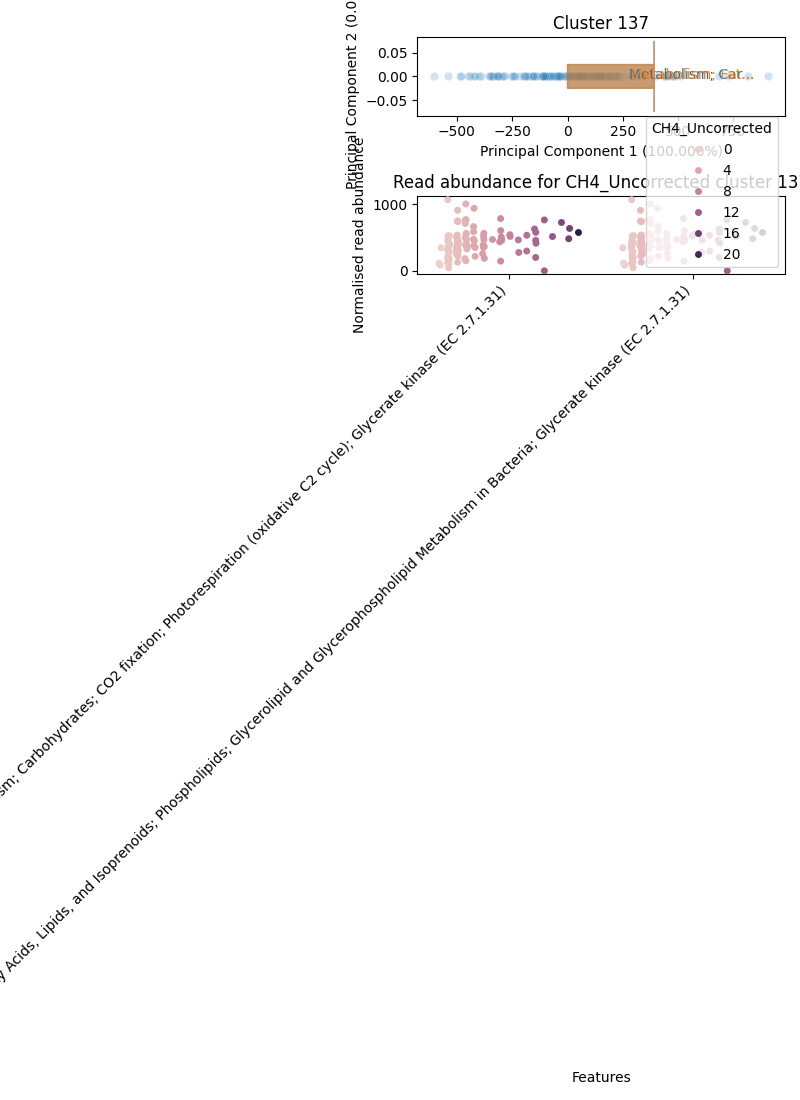 Cluster 137
Principal Component 2 (0.0
0.05
0.00
−0.05
Metabolism; Car...
−500
−250
0
250
500
750
Principal Component 1 (100.000%)
CH4_Uncorrected
0
4
8
12
16
20
Read abundance for CH4_Uncorrected cluster 13
Normalised read abundance
1000
0
sm; Carbohydrates; CO2 fixation; Photorespiration (oxidative C2 cycle); Glycerate kinase (EC 2.7.1.31)
y Acids, Lipids, and Isoprenoids; Phospholipids; Glycerolipid and Glycerophospholipid Metabolism in Bacteria; Glycerate kinase (EC 2.7.1.31)
Features